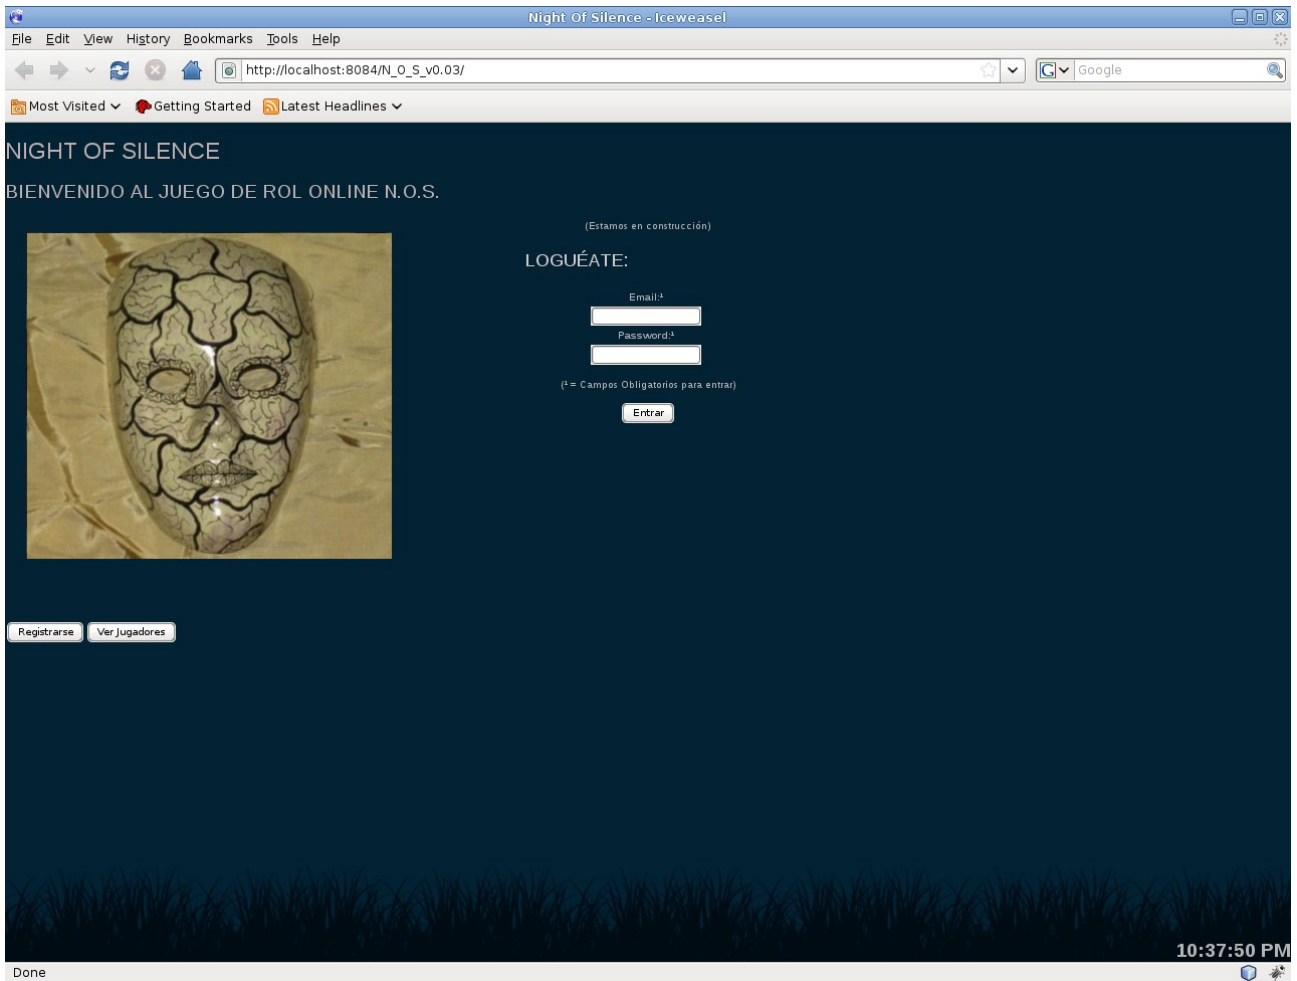 Night Of Silence - Iceweasel
File Edit View History Bookmarks Tools Help
http://localhost:8084/N_O_S_v0.03/ Google
Most Visited Getting Started Latest Headlines
NIGHT OF SILENCE
BIENVENIDO AL JUEGO DE ROL ONLINE N.O.S.
(Estamos en construcción)
LOGUÉATE:
Email:¹
Password:¹
(¹ = Campos Obligatorios para entrar)
Entrar
Registrarse Ver Jugadores
10:37:50 PM
Done